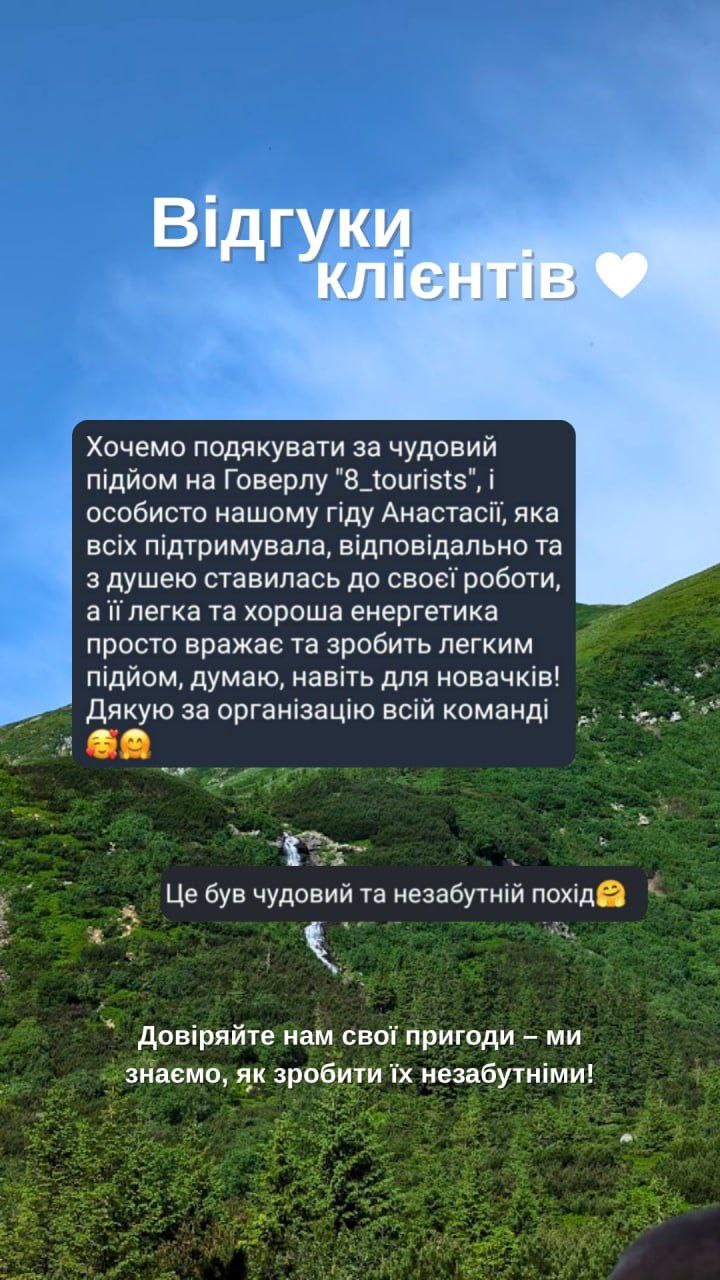 Відгуки
клієнтів 🤍
Хочемо подякувати за чудовий
підйом на Говерлу "8_tourists", і
особисто нашому гіду Анастасії, яка
всіх підтримувала, відповідально та
з душею ставилась до своєї роботи,
а її легка та хороша енергетика
просто вражає та зробить легким
підйом, думаю, навіть для новачків!
Дякую за організацію всій команді
🥰🤗
Це був чудовий та незабутній похід🤗
Довіряйте нам свої пригоди – ми
знаємо, як зробити їх незабутніми!